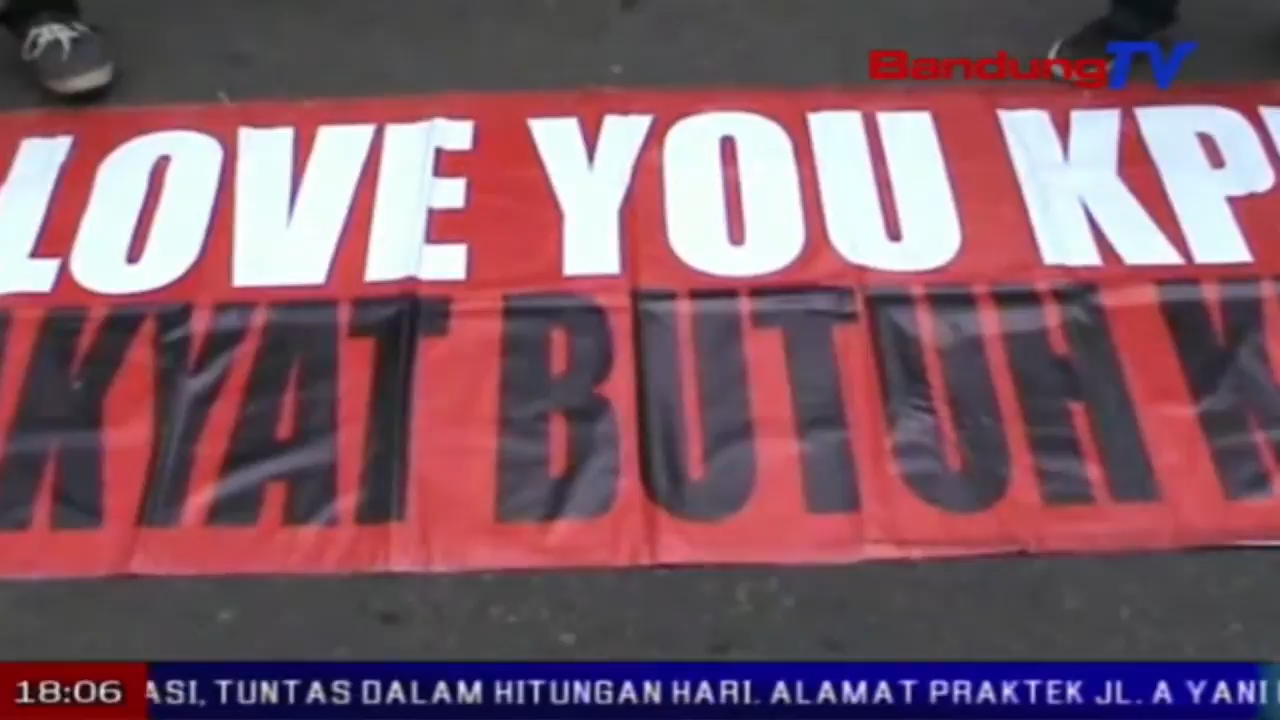 BandungTV
LOVE YOU KP
KYAT BUTUH K
18:06 ASI, TUNTAS DALAM HITUNGAN HARI. ALAMAT PRAKTEK JL. A YANI